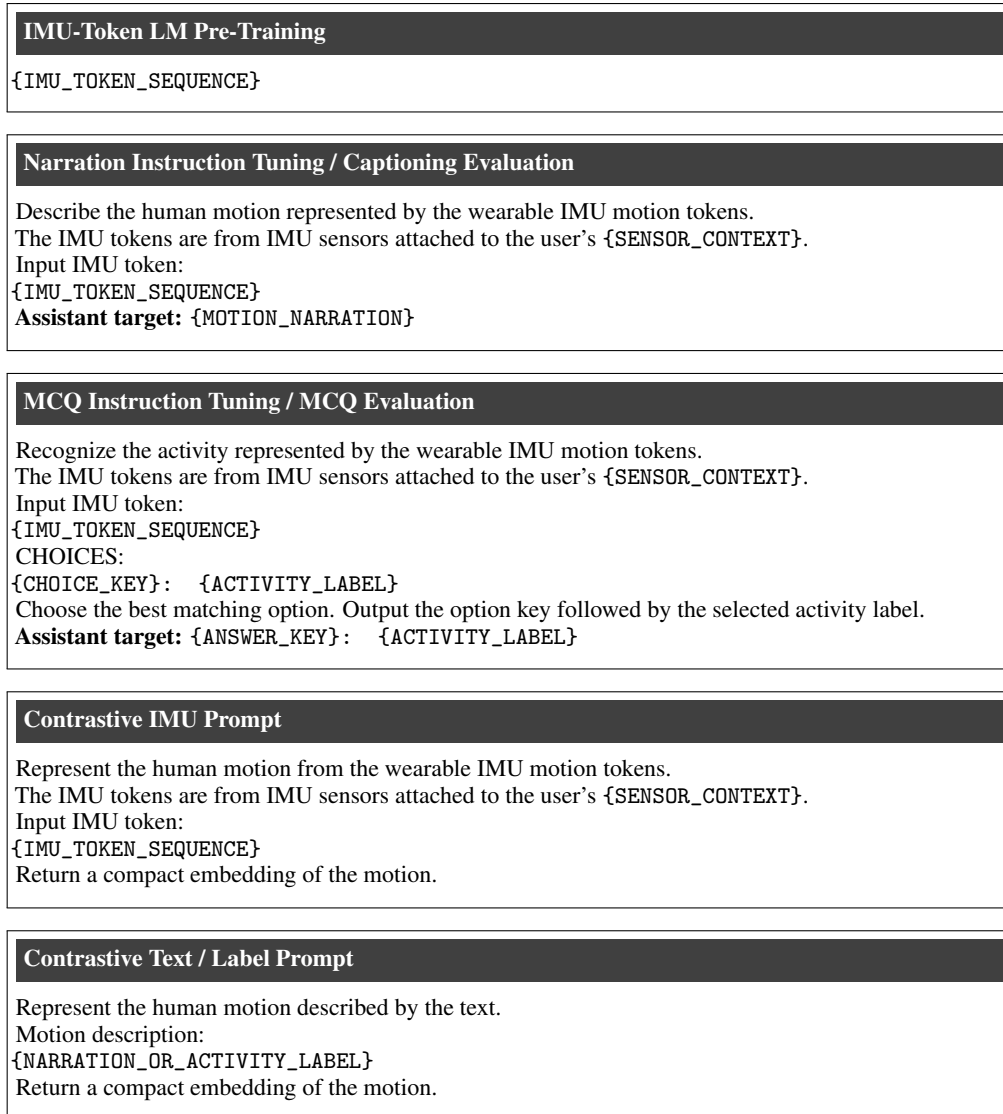 IMU-Token LM Pre-Training
{IMU_TOKEN_SEQUENCE}
Narration Instruction Tuning / Captioning Evaluation
Describe the human motion represented by the wearable IMU motion tokens.
The IMU tokens are from IMU sensors attached to the user's {SENSOR_CONTEXT}.
Input IMU token:
{IMU_TOKEN_SEQUENCE}
Assistant target: {MOTION_NARRATION}
MCQ Instruction Tuning / MCQ Evaluation
Recognize the activity represented by the wearable IMU motion tokens.
The IMU tokens are from IMU sensors attached to the user's {SENSOR_CONTEXT}.
Input IMU token:
{IMU_TOKEN_SEQUENCE}
CHOICES:
{CHOICE_KEY}: {ACTIVITY_LABEL}
Choose the best matching option. Output the option key followed by the selected activity label.
Assistant target: {ANSWER_KEY}: {ACTIVITY_LABEL}
Contrastive IMU Prompt
Represent the human motion from the wearable IMU motion tokens.
The IMU tokens are from IMU sensors attached to the user's {SENSOR_CONTEXT}.
Input IMU token:
{IMU_TOKEN_SEQUENCE}
Return a compact embedding of the motion.
Contrastive Text / Label Prompt
Represent the human motion described by the text.
Motion description:
{NARRATION_OR_ACTIVITY_LABEL}
Return a compact embedding of the motion.